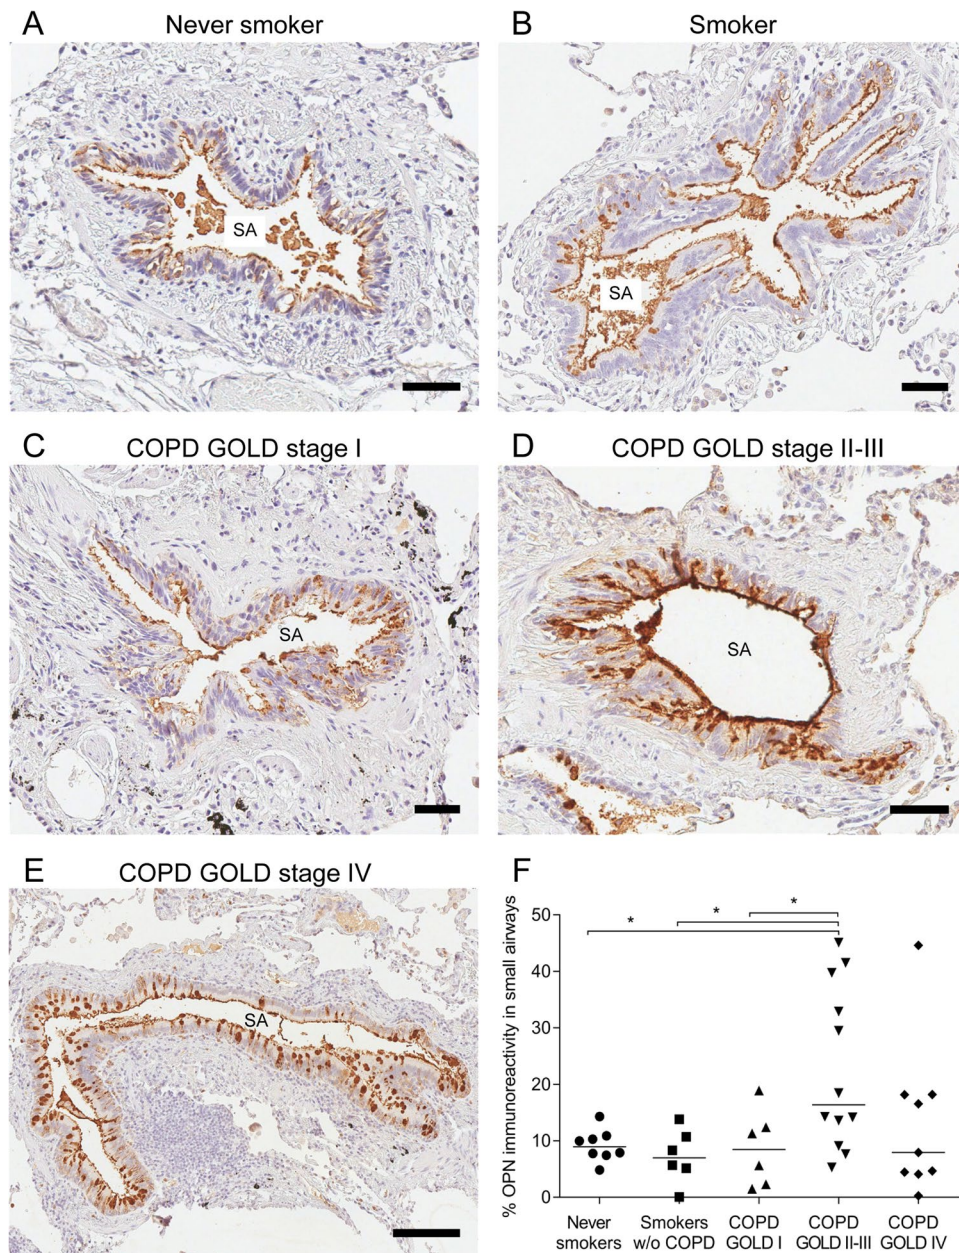 A Never smoker
B Smoker
SA
SA
C COPD GOLD stage I
D COPD GOLD stage II-III
SA
SA
E COPD GOLD stage IV
F
SA
% OPN immunoreactivity in small airways
50
40
30
20
10
0
* * *
Never smokers
Smokers w/o COPD
COPD GOLD I
COPD GOLD II-III
COPD GOLD IV